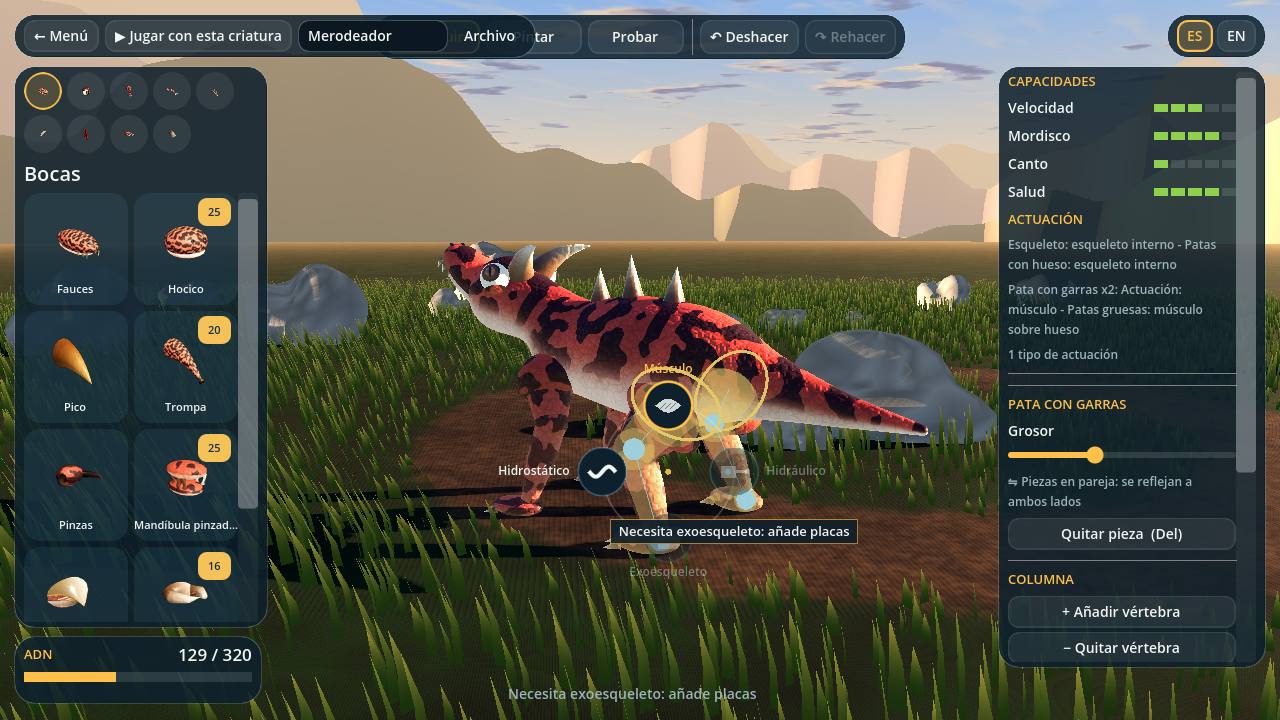 ← Menú
▶ Jugar con esta criatura
Merodeador
Archivo
Probar
↶ Deshacer
↷ Rehacer
ES
EN
Bocas
25
Fauces
Hocico
20
Pico
Trompa
25
Pinzas
Mandíbula pinzad...
16
ADN
129 / 320
Músculo
Hidrostático
Hidráulico
Necesita exoesqueleto: añade placas
Exoesqueleto
Necesita exoesqueleto: añade placas
CAPACIDADES
Velocidad
Mordisco
Canto
Salud
ACTUACIÓN
Esqueleto: esqueleto interno - Patas
con hueso: esqueleto interno
Pata con garras x2: Actuación:
músculo - Patas gruesas: músculo
sobre hueso
1 tipo de actuación
PATA CON GARRAS
Grosor
⇋ Piezas en pareja: se reflejan a
ambos lados
Quitar pieza (Del)
COLUMNA
+ Añadir vértebra
− Quitar vértebra